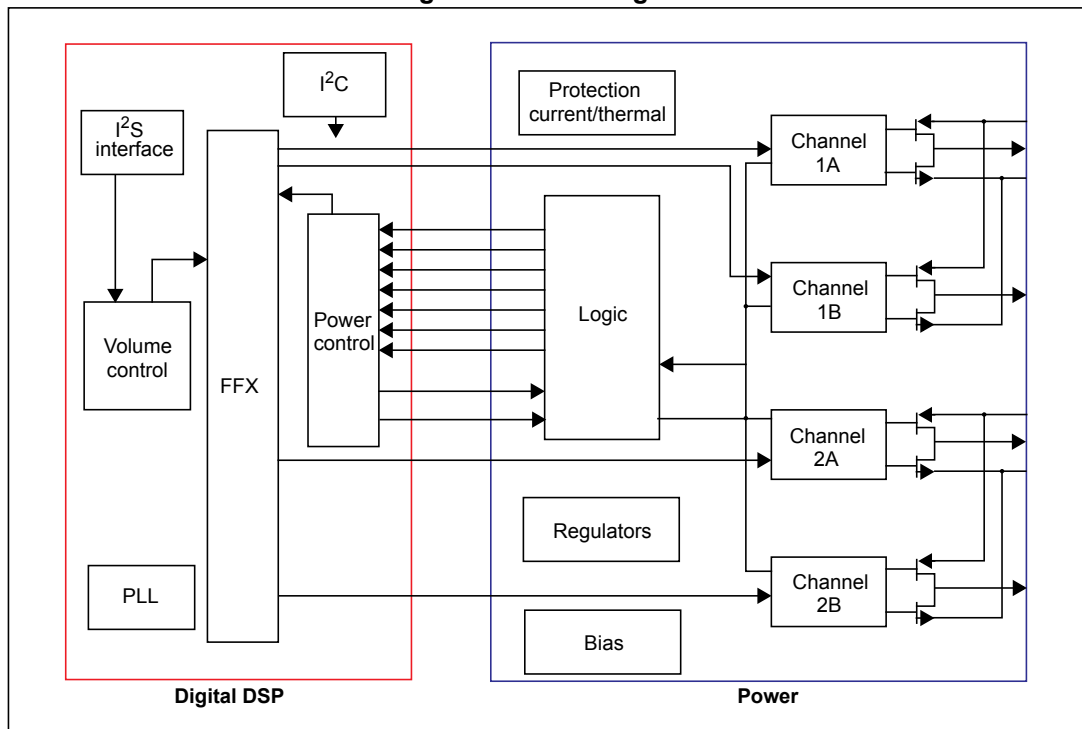 I²C
I²S
interface
Volume
control
FFX
Power
control
PLL
Digital DSP
Protection
current/thermal
Logic
Regulators
Bias
Channel
1A
Channel
1B
Channel
2A
Channel
2B
Power